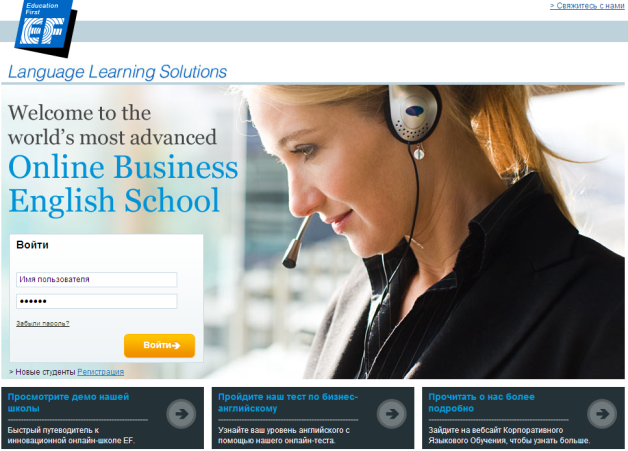 Education
First
EF
> Свяжитесь с нами
Language Learning Solutions
Welcome to the
world's most advanced
Online Business
English School
Войти
Имя пользователя
••••••
Забыли пароль?
Войти→
> Новые студенты Регистрация
Просмотрите демо нашей
школы
Быстрый путеводитель к
инновационной онлайн-школе EF.
Пройдите наш тест по бизнес-
английскому
Узнайте ваш уровень английского с
помощью нашего онлайн-теста.
Прочитать о нас более
подробно
Зайдите на вебсайт Корпоративного
Языкового Обучения, чтобы узнать больше.